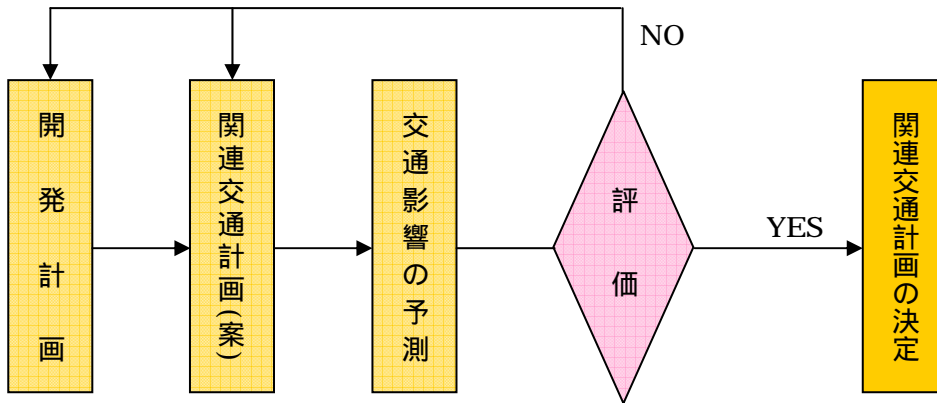 開発計画
関連交通計画(案)
交通影響の予測
評価
NO
YES
関連交通計画の決定